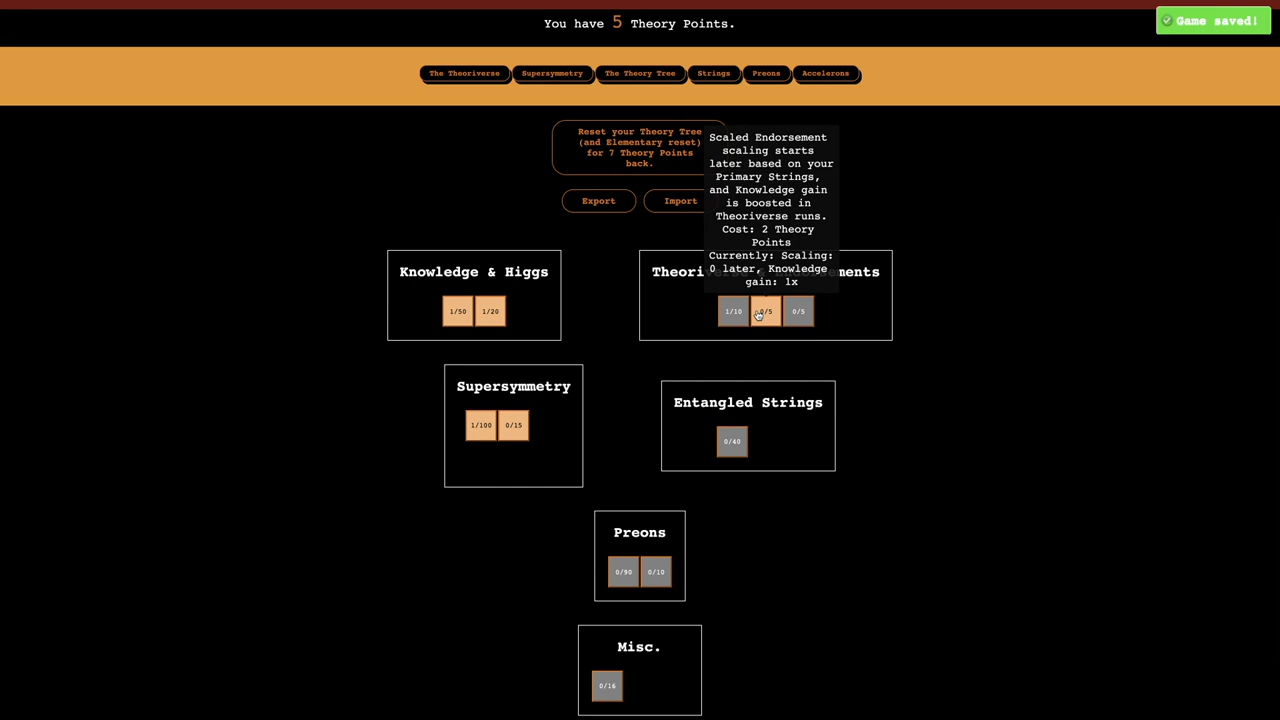 You have 5 Theory Points.
Game saved!
The Theoriverse
Supersymmetry
The Theory Tree
Strings
Preons
Accelerons
Reset your Theory Tree
(and Elementary reset)
for 7 Theory Points
back.
Export
Import
Scaled Endorsement
scaling starts
later based on your
Primary Strings,
and Knowledge gain
is boosted in
Theoriverse runs.
Cost: 2 Theory
Points
Currently: Scaling:
0 later, Knowledge
gain: 1x
Knowledge & Higgs
1/50
1/20
1/10
0/5
0/5
Supersymmetry
1/100
0/15
Entangled Strings
0/40
Preons
0/90
0/10
Misc.
0/16